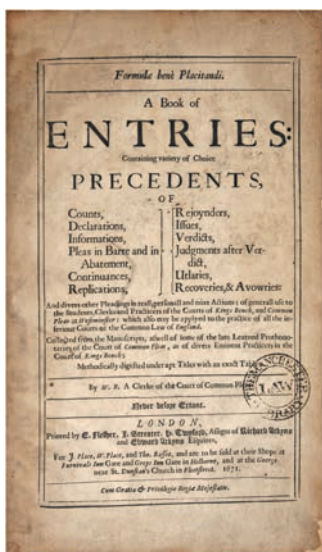 Formulæ benè Placitandi.
A Book of
ENTRIES:
Containing variety of Choice
PRECEDENTS,
OF
Counts,
Declarations,
Informations,
Pleas in Barre and in
Abatement,
Continuances,
Replications,
Rejoynders,
Issues,
Verdicts,
Judgments after Ver-
dict,
Utlaries,
Recoveries, & Avowries:
And divers other Pleadings in reall, personall and mixt Actions; of generall use to
the Students, Clerks and Practicers of the Courts of Kings Bench, and Common
Pleas at Westminster: which also may be applyed to the practice of all the in-
feriour Courts at the Common Law of England.
Collected from the Manuscripts, aswell of some of the late Learned Prothono-
taries of the Court of Common Pleas, as of divers Eminent Practicers in the
Court of Kings Bench;
Methodically digested under apt Titles with an exact
By W. B. A Clerke of the Court of Common
Never before Extant.
LONDON,
Printed by E. Flesher, J. Streater, H. Twyford, Assigns of Richard Atkyns
and Edward Atkyns Esquires,
For J. Place, W. Place, and Tho. Basset, and are to be sold at their Shops at
Furnivals Inn Gate and Grays Inn Gate in Holborne, and at the George
near St. Dunstan's Church in Fleetstreet. 1671.
Cum Gratia & Privilegio Regiæ Majestatis.
THE MANCHESTER
LAW
LIBRARY